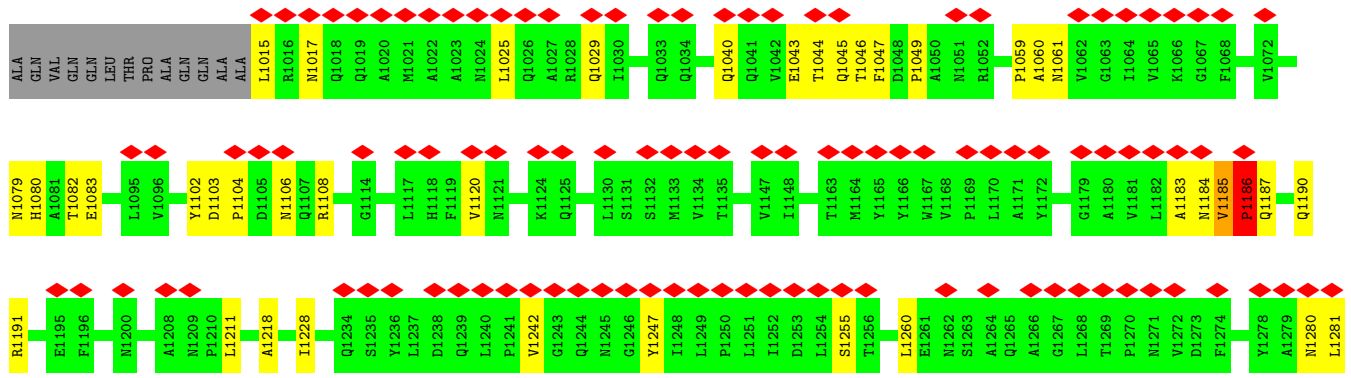 ALA GLN VAL GLN GLN LEU THR PRO ALA GLN GLN ALA ALA L1015 R1016 N1017 Q1018 Q1019 A1020 M1021 A1022 A1023 N1024 L1025 Q1026 A1027 R1028 Q1029 I1030 Q1033 Q1034 Q1040 Q1041 V1042 E1043 T1044 Q1045 T1046 F1047 D1048 P1049 A1050 N1051 R1052 P1059 A1060 N1061 V1062 G1063 I1064 V1065 K1066 G1067 F1068 V1072
N1079 H1080 A1081 T1082 E1083 L1095 V1096 Y1102 D1103 P1104 D1105 N1106 Q1107 R1108 G1114 L1117 H1118 F1119 V1120 N1121 K1124 Q1125 L1130 S1131 S1132 M1133 V1134 T1135 V1147 I1148 T1163 M1164 Y1165 Y1166 W1167 V1168 P1169 L1170 A1171 Y1172 G1179 A1180 V1181 L1182 A1183 N1184 V1185 P1186 Q1187 Q1190
R1191 E1195 F1196 N1200 A1208 N1209 P1210 L1211 A1218 I1228 Q1234 S1235 Y1236 L1237 D1238 Q1239 L1240 P1241 V1242 G1243 Q1244 N1245 G1246 Y1247 I1248 L1249 P1250 L1251 I1252 D1253 L1254 S1255 T1256 L1260 E1261 N1262 S1263 A1264 Q1265 A1266 G1267 L1268 T1269 P1270 N1271 V1272 D1273 F1274 Y1278 A1279 N1280 L1281